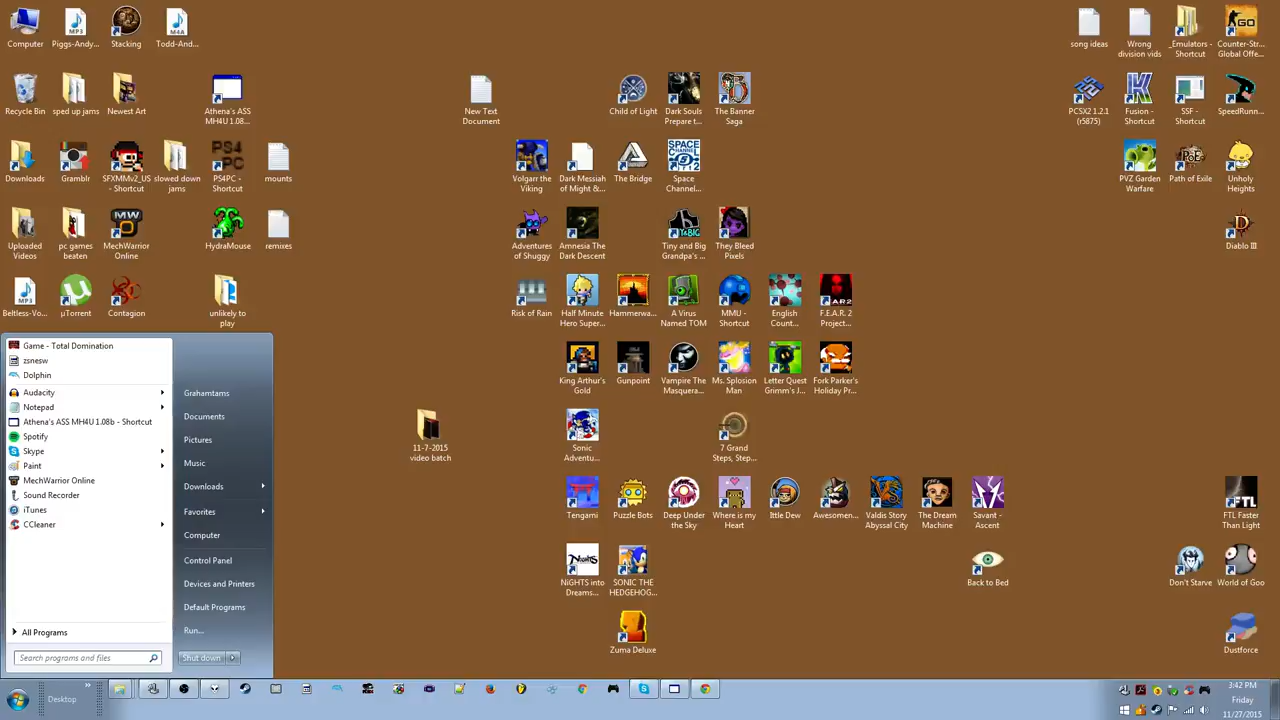 Computer
Piggs-Andy...
Stacking
Todd-And...
song ideas
Wrong
division vids
_Emulators -
Shortcut
Counter-Str...
Global Offe...
Recycle Bin
sped up jams
Newest Art
Athena's ASS
MH4U 1.08...
New Text
Document
Child of Light
Dark Souls
Prepare t...
The Banner
Saga
PCSX2 1.2.1
(r5875)
Fusion -
Shortcut
SSF -
Shortcut
SpeedRunn...
Downloads
Gramblr
SFXMMv2_US
- Shortcut
slowed down
jams
PS4PC -
Shortcut
mounts
Volgarr the
Viking
Dark Messiah
of Might &...
The Bridge
Space
Channel...
PVZ Garden
Warfare
Path of Exile
Unholy
Heights
Uploaded
Videos
pc games
beaten
MechWarrior
Online
HydraMouse
remixes
Adventures
of Shuggy
Amnesia The
Dark Descent
Tiny and Big
Grandpa's ...
They Bleed
Pixels
Diablo III
Beltless-Vo...
µTorrent
Contagion
unlikely to
play
Risk of Rain
Half Minute
Hero Super...
Hammerwa...
A Virus
Named TOM
MMU -
Shortcut
English
Count...
F.E.A.R. 2
Project...
King Arthur's
Gold
Gunpoint
Vampire The
Masquera...
Ms. Splosion
Man
Letter Quest
Grimm's J...
Fork Parker's
Holiday Pr...
11-7-2015
video batch
Sonic
Adventu...
7 Grand
Steps, Step...
Tengami
Puzzle Bots
Deep Under
the Sky
Where is my
Heart
Ittle Dew
Awesomen...
Valdis Story
Abyssal City
The Dream
Machine
Savant -
Ascent
FTL Faster
Than Light
NiGHTS into
Dreams...
SONIC THE
HEDGEHOG...
Back to Bed
Don't Starve
World of Goo
Zuma Deluxe
Dustforce
Game - Total Domination
zsnesw
Dolphin
Audacity
Notepad
Athena's ASS MH4U 1.08b - Shortcut
Spotify
Skype
Paint
MechWarrior Online
Sound Recorder
iTunes
CCleaner
All Programs
Search programs and files
Grahamtams
Documents
Pictures
Music
Downloads
Favorites
Computer
Control Panel
Devices and Printers
Default Programs
Run...
Shut down
Desktop
3:42 PM
Friday
11/27/2015